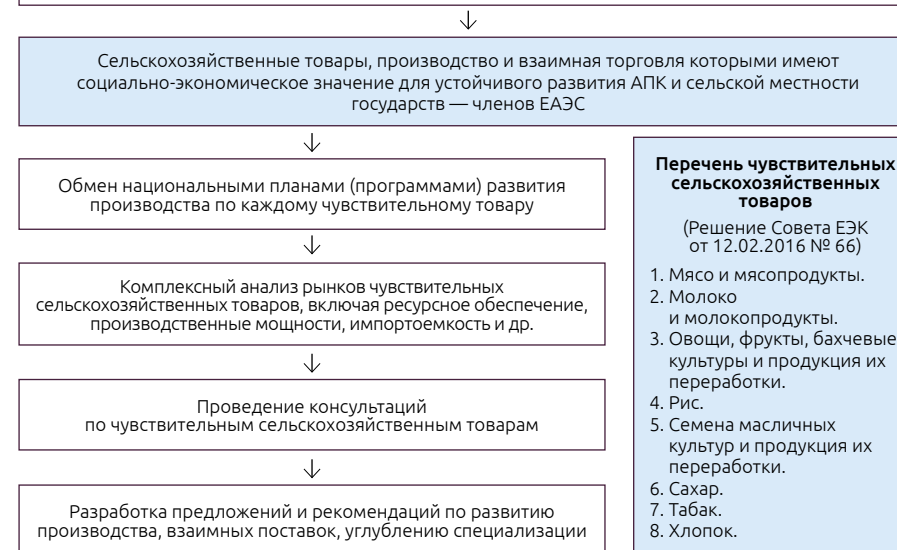 Сельскохозяйственные товары, производство и взаимная торговля которыми имеют
социально-экономическое значение для устойчивого развития АПК и сельской местности
государств — членов ЕАЭС
Обмен национальными планами (программами) развития
производства по каждому чувствительному товару
Комплексный анализ рынков чувствительных
сельскохозяйственных товаров, включая ресурсное обеспечение,
производственные мощности, импортоемкость и др.
Проведение консультаций
по чувствительным сельскохозяйственным товарам
Разработка предложений и рекомендаций по развитию
производства, взаимных поставок, углублению специализации
Перечень чувствительных
сельскохозяйственных
товаров
(Решение Совета ЕЭК
от 12.02.2016 № 66)
1. Мясо и мясопродукты.
2. Молоко
и молокопродукты.
3. Овощи, фрукты, бахчевые
культуры и продукция их
переработки.
4. Рис.
5. Семена масличных
культур и продукция их
переработки.
6. Сахар.
7. Табак.
8. Хлопок.